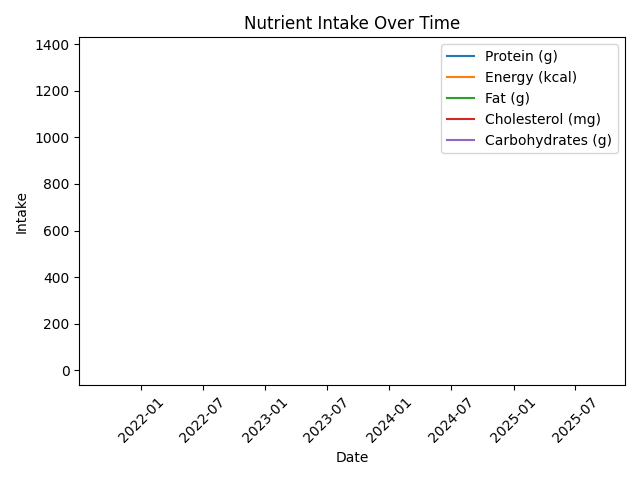 Nutrient Intake Over Time
Intake
1400
1200
1000
800
600
400
200
0
Protein (g)
Energy (kcal)
Fat (g)
Cholesterol (mg)
Carbohydrates (g)
2022-01
2022-07
2023-01
2023-07
2024-01
2024-07
2025-01
2025-07
Date